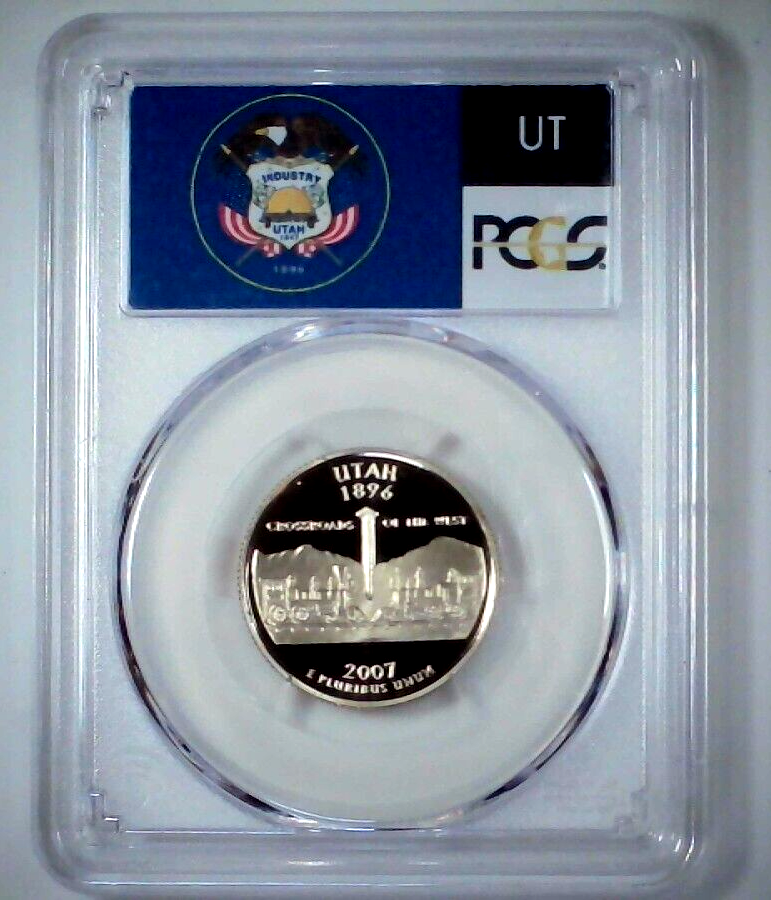 UT
INDUSTRY
UTAH
1847
1896
PCGS
UTAH
1896
CROSSROADS OF THE WEST
2007
E PLURIBUS UNUM